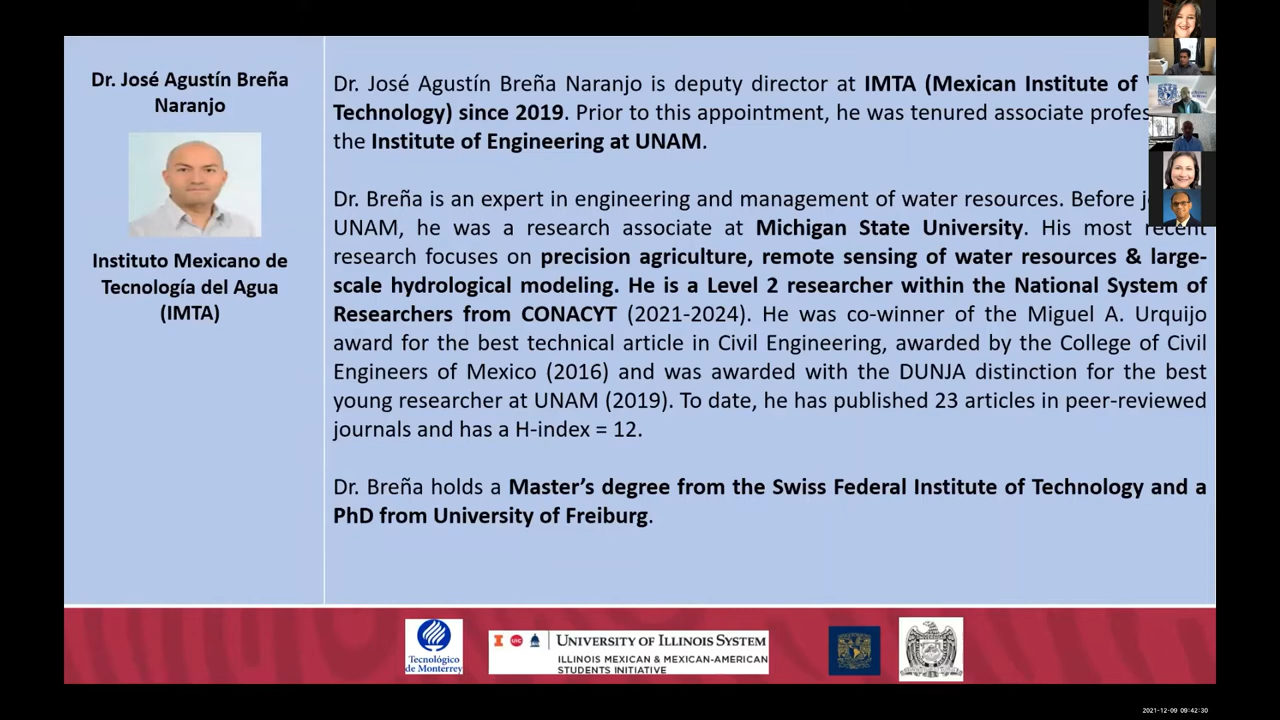 Dr. José Agustín Breña
Naranjo
Instituto Mexicano de
Tecnología del Agua
(IMTA)
Dr. José Agustín Breña Naranjo is deputy director at IMTA (Mexican Institute of
Technology) since 2019. Prior to this appointment, he was tenured associate
the Institute of Engineering at UNAM.
Dr. Breña is an expert in engineering and management of water resources. Before
UNAM, he was a research associate at Michigan State University. His most recent
research focuses on precision agriculture, remote sensing of water resources & large-
scale hydrological modeling. He is a Level 2 researcher within the National System of
Researchers from CONACYT (2021-2024). He was co-winner of the Miguel A. Urquijo
award for the best technical article in Civil Engineering, awarded by the College of Civil
Engineers of Mexico (2016) and was awarded with the DUNJA distinction for the best
young researcher at UNAM (2019). To date, he has published 23 articles in peer-reviewed
journals and has a H-index = 12.
Dr. Breña holds a Master's degree from the Swiss Federal Institute of Technology and a
PhD from University of Freiburg.
Tecnológico
de Monterrey
I UIC
UNIVERSITY OF ILLINOIS SYSTEM
ILLINOIS MEXICAN & MEXICAN-AMERICAN
STUDENTS INITIATIVE
2021-12-09 09:42:30